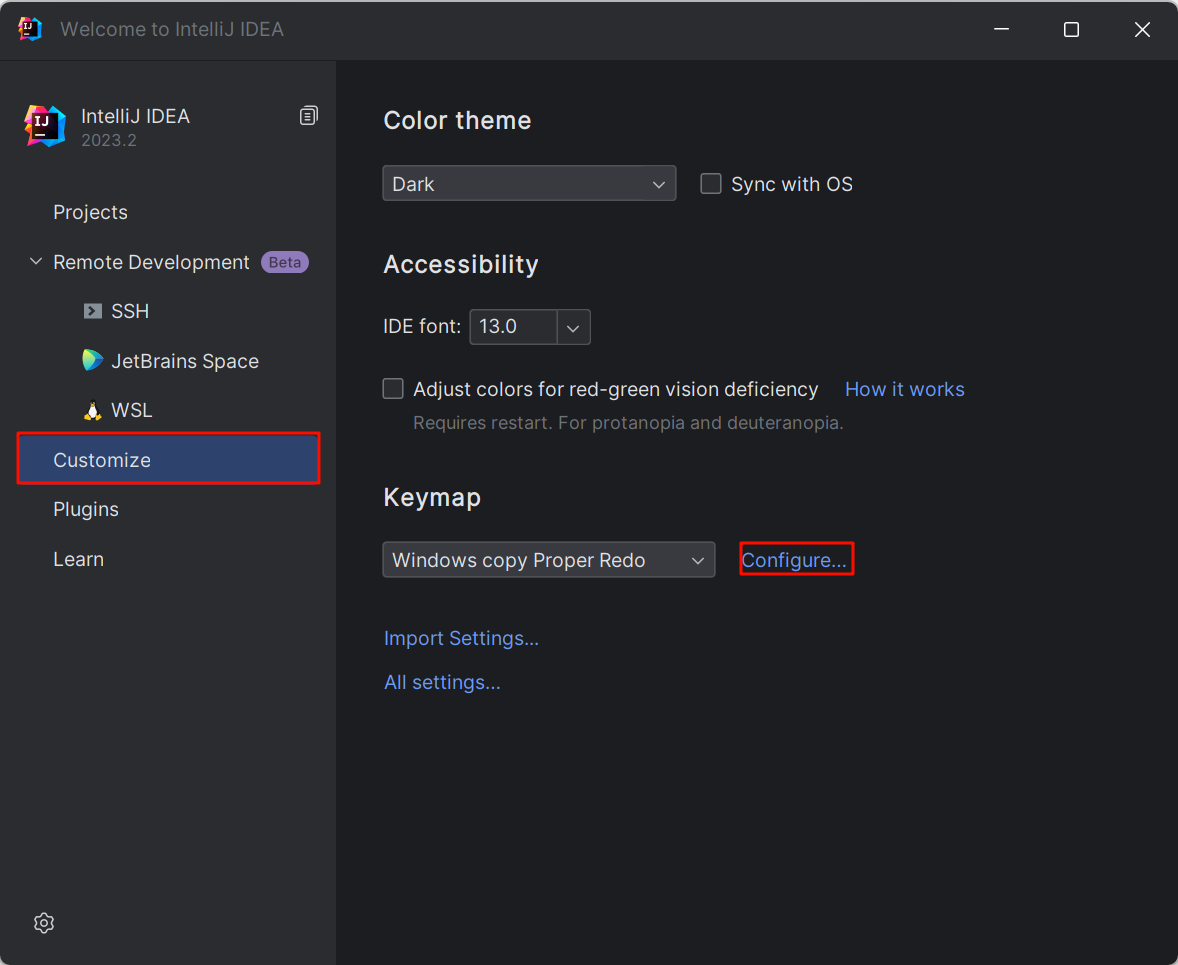 Welcome to IntelliJ IDEA
IJ
IntelliJ IDEA
2023.2
Projects
Remote Development Beta
SSH
JetBrains Space
WSL
Customize
Plugins
Learn
Color theme
Dark Sync with OS
Accessibility
IDE font: 13.0
Adjust colors for red-green vision deficiency How it works
Requires restart. For protanopia and deuteranopia.
Keymap
Windows copy Proper Redo Configure...
Import Settings...
All settings...